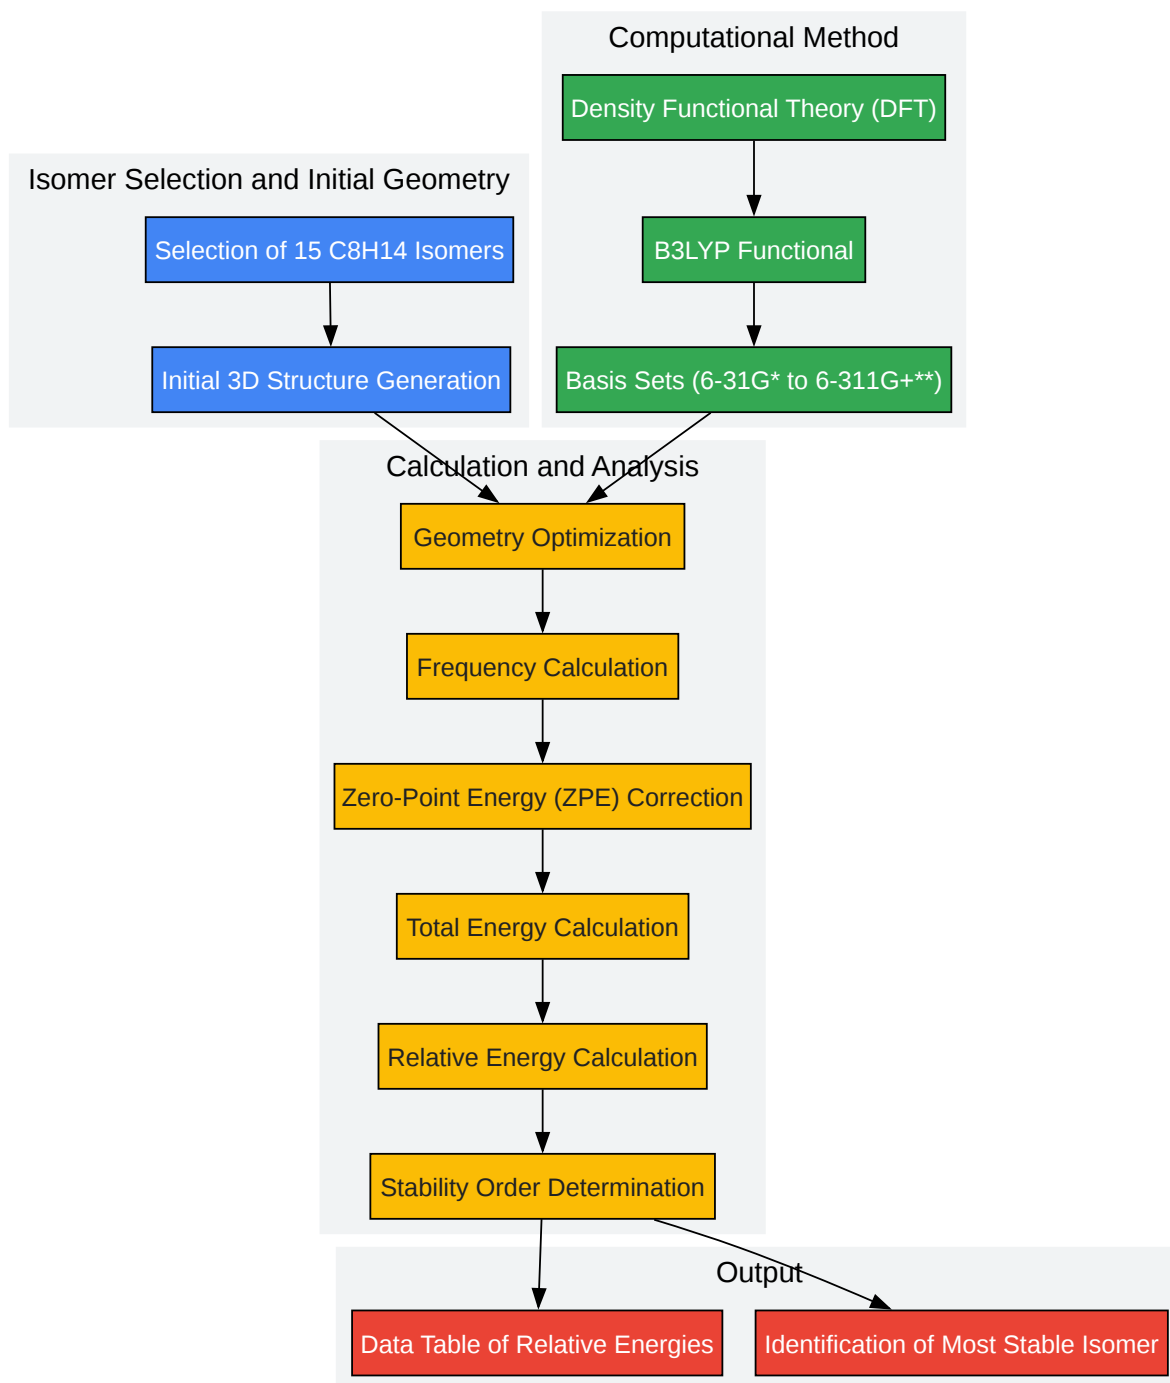 Computational Method
Density Functional Theory (DFT)
Isomer Selection and Initial Geometry
Selection of 15 C8H14 Isomers
B3LYP Functional
Initial 3D Structure Generation
Basis Sets (6-31G* to 6-311G+**)
Calculation and Analysis
Geometry Optimization
Frequency Calculation
Zero-Point Energy (ZPE) Correction
Total Energy Calculation
Relative Energy Calculation
Stability Order Determination
Output
Data Table of Relative Energies
Identification of Most Stable Isomer